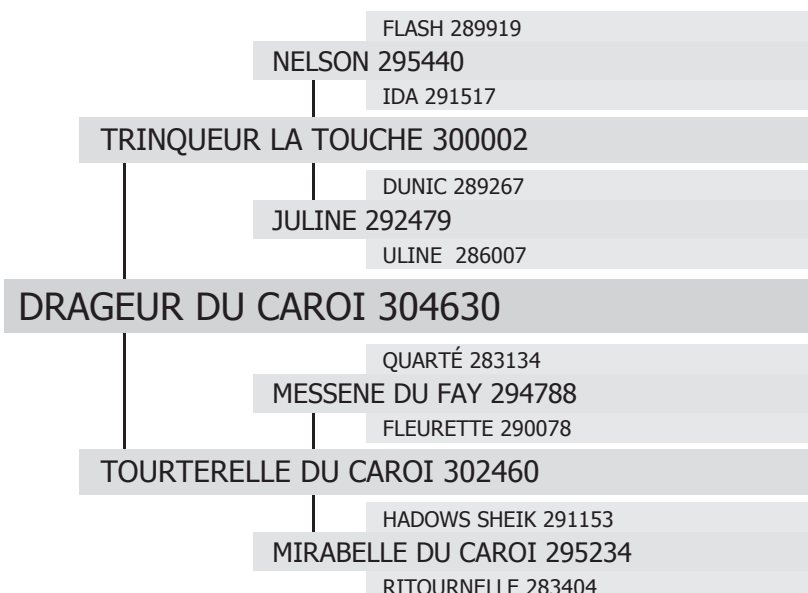 FLASH 289919
NELSON 295440
IDA 291517
TRINQUEUR LA TOUCHE 300002
DUNIC 289267
JULINE 292479
ULINE 286007
DRAGEUR DU CAROI 304630
QUARTÉ 283134
MESSENE DU FAY 294788
FLEURETTE 290078
TOURTERELLE DU CAROI 302460
HADOWS SHEIK 291153
MIRABELLE DU CAROI 295234
RITOURNELLE 283404